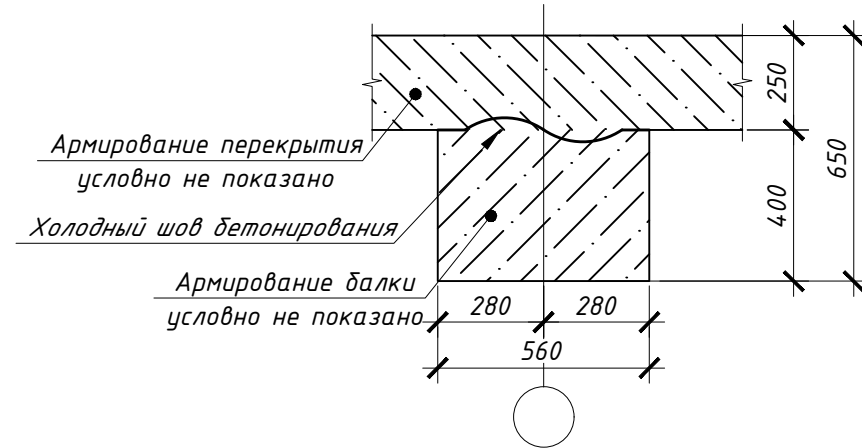 250
650
Армирование перекрытия
условно не показано
Холодный шов бетонирования
400
Армирование балки
условно не показано
280
280
560